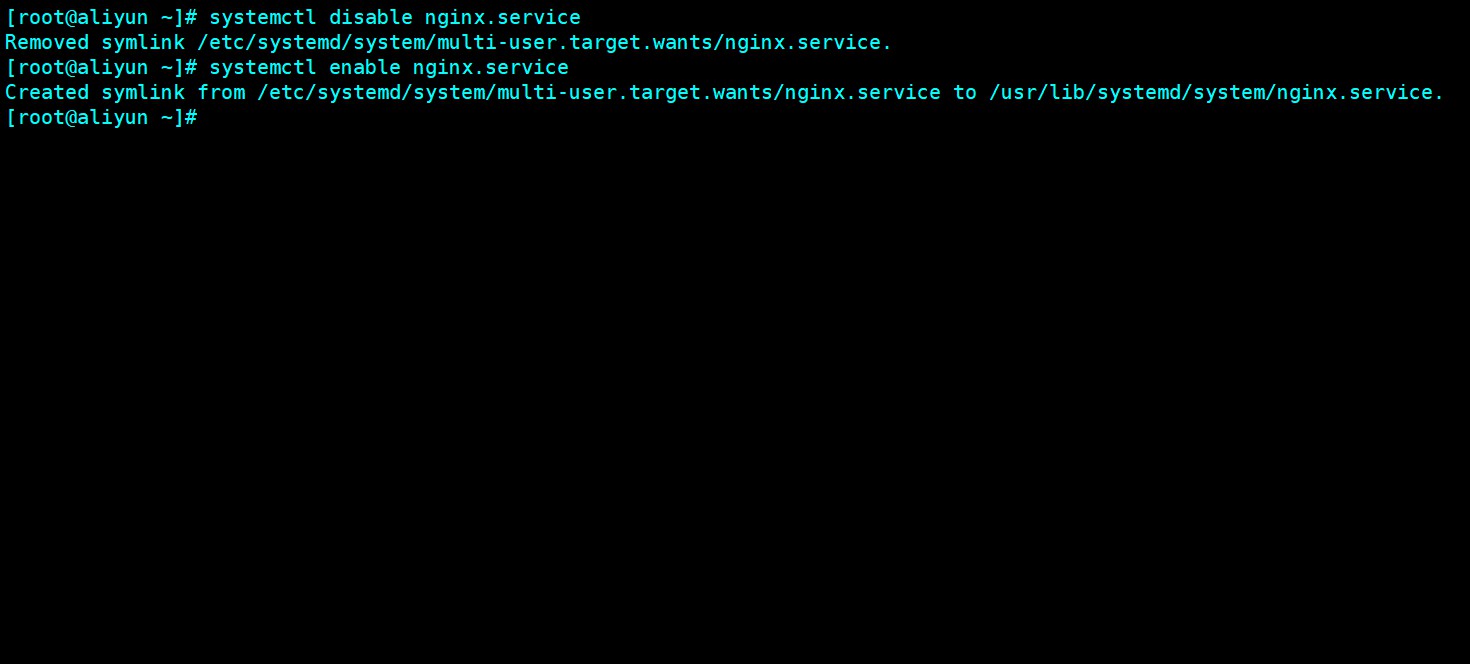 [root@aliyun ~]# systemctl disable nginx.service
Removed symlink /etc/systemd/system/multi-user.target.wants/nginx.service.
[root@aliyun ~]# systemctl enable nginx.service
Created symlink from /etc/systemd/system/multi-user.target.wants/nginx.service to /usr/lib/systemd/system/nginx.service.
[root@aliyun ~]#